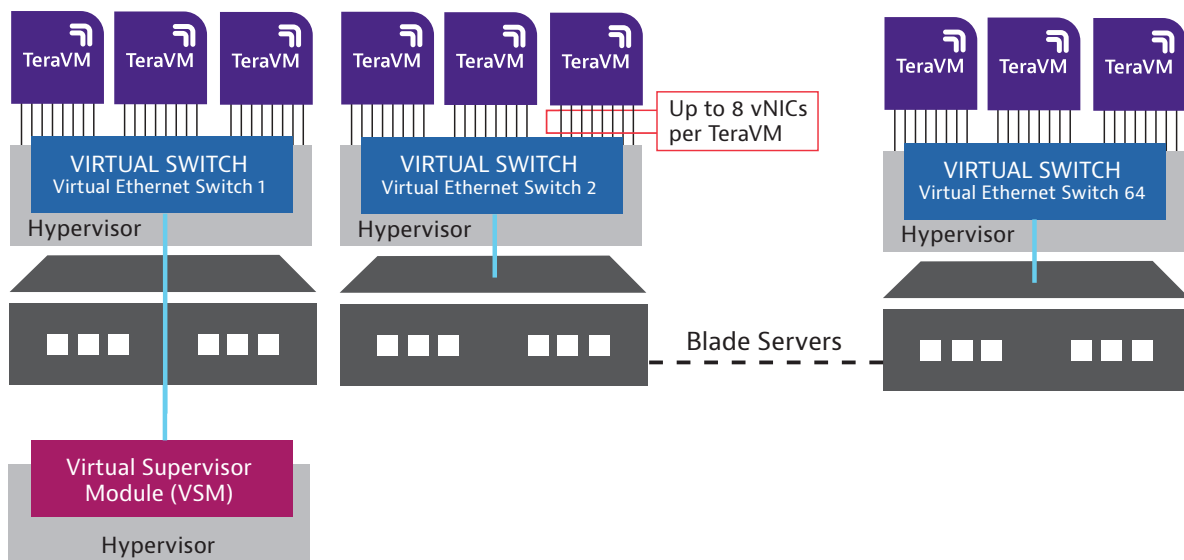 TeraVM
TeraVM
TeraVM
TeraVM
TeraVM
TeraVM
TeraVM
TeraVM
TeraVM
Up to 8 vNICs
per TeraVM
VIRTUAL SWITCH
Virtual Ethernet Switch 1
Hypervisor
VIRTUAL SWITCH
Virtual Ethernet Switch 2
Hypervisor
VIRTUAL SWITCH
Virtual Ethernet Switch 64
Hypervisor
Blade Servers
Virtual Supervisor
Module (VSM)
Hypervisor